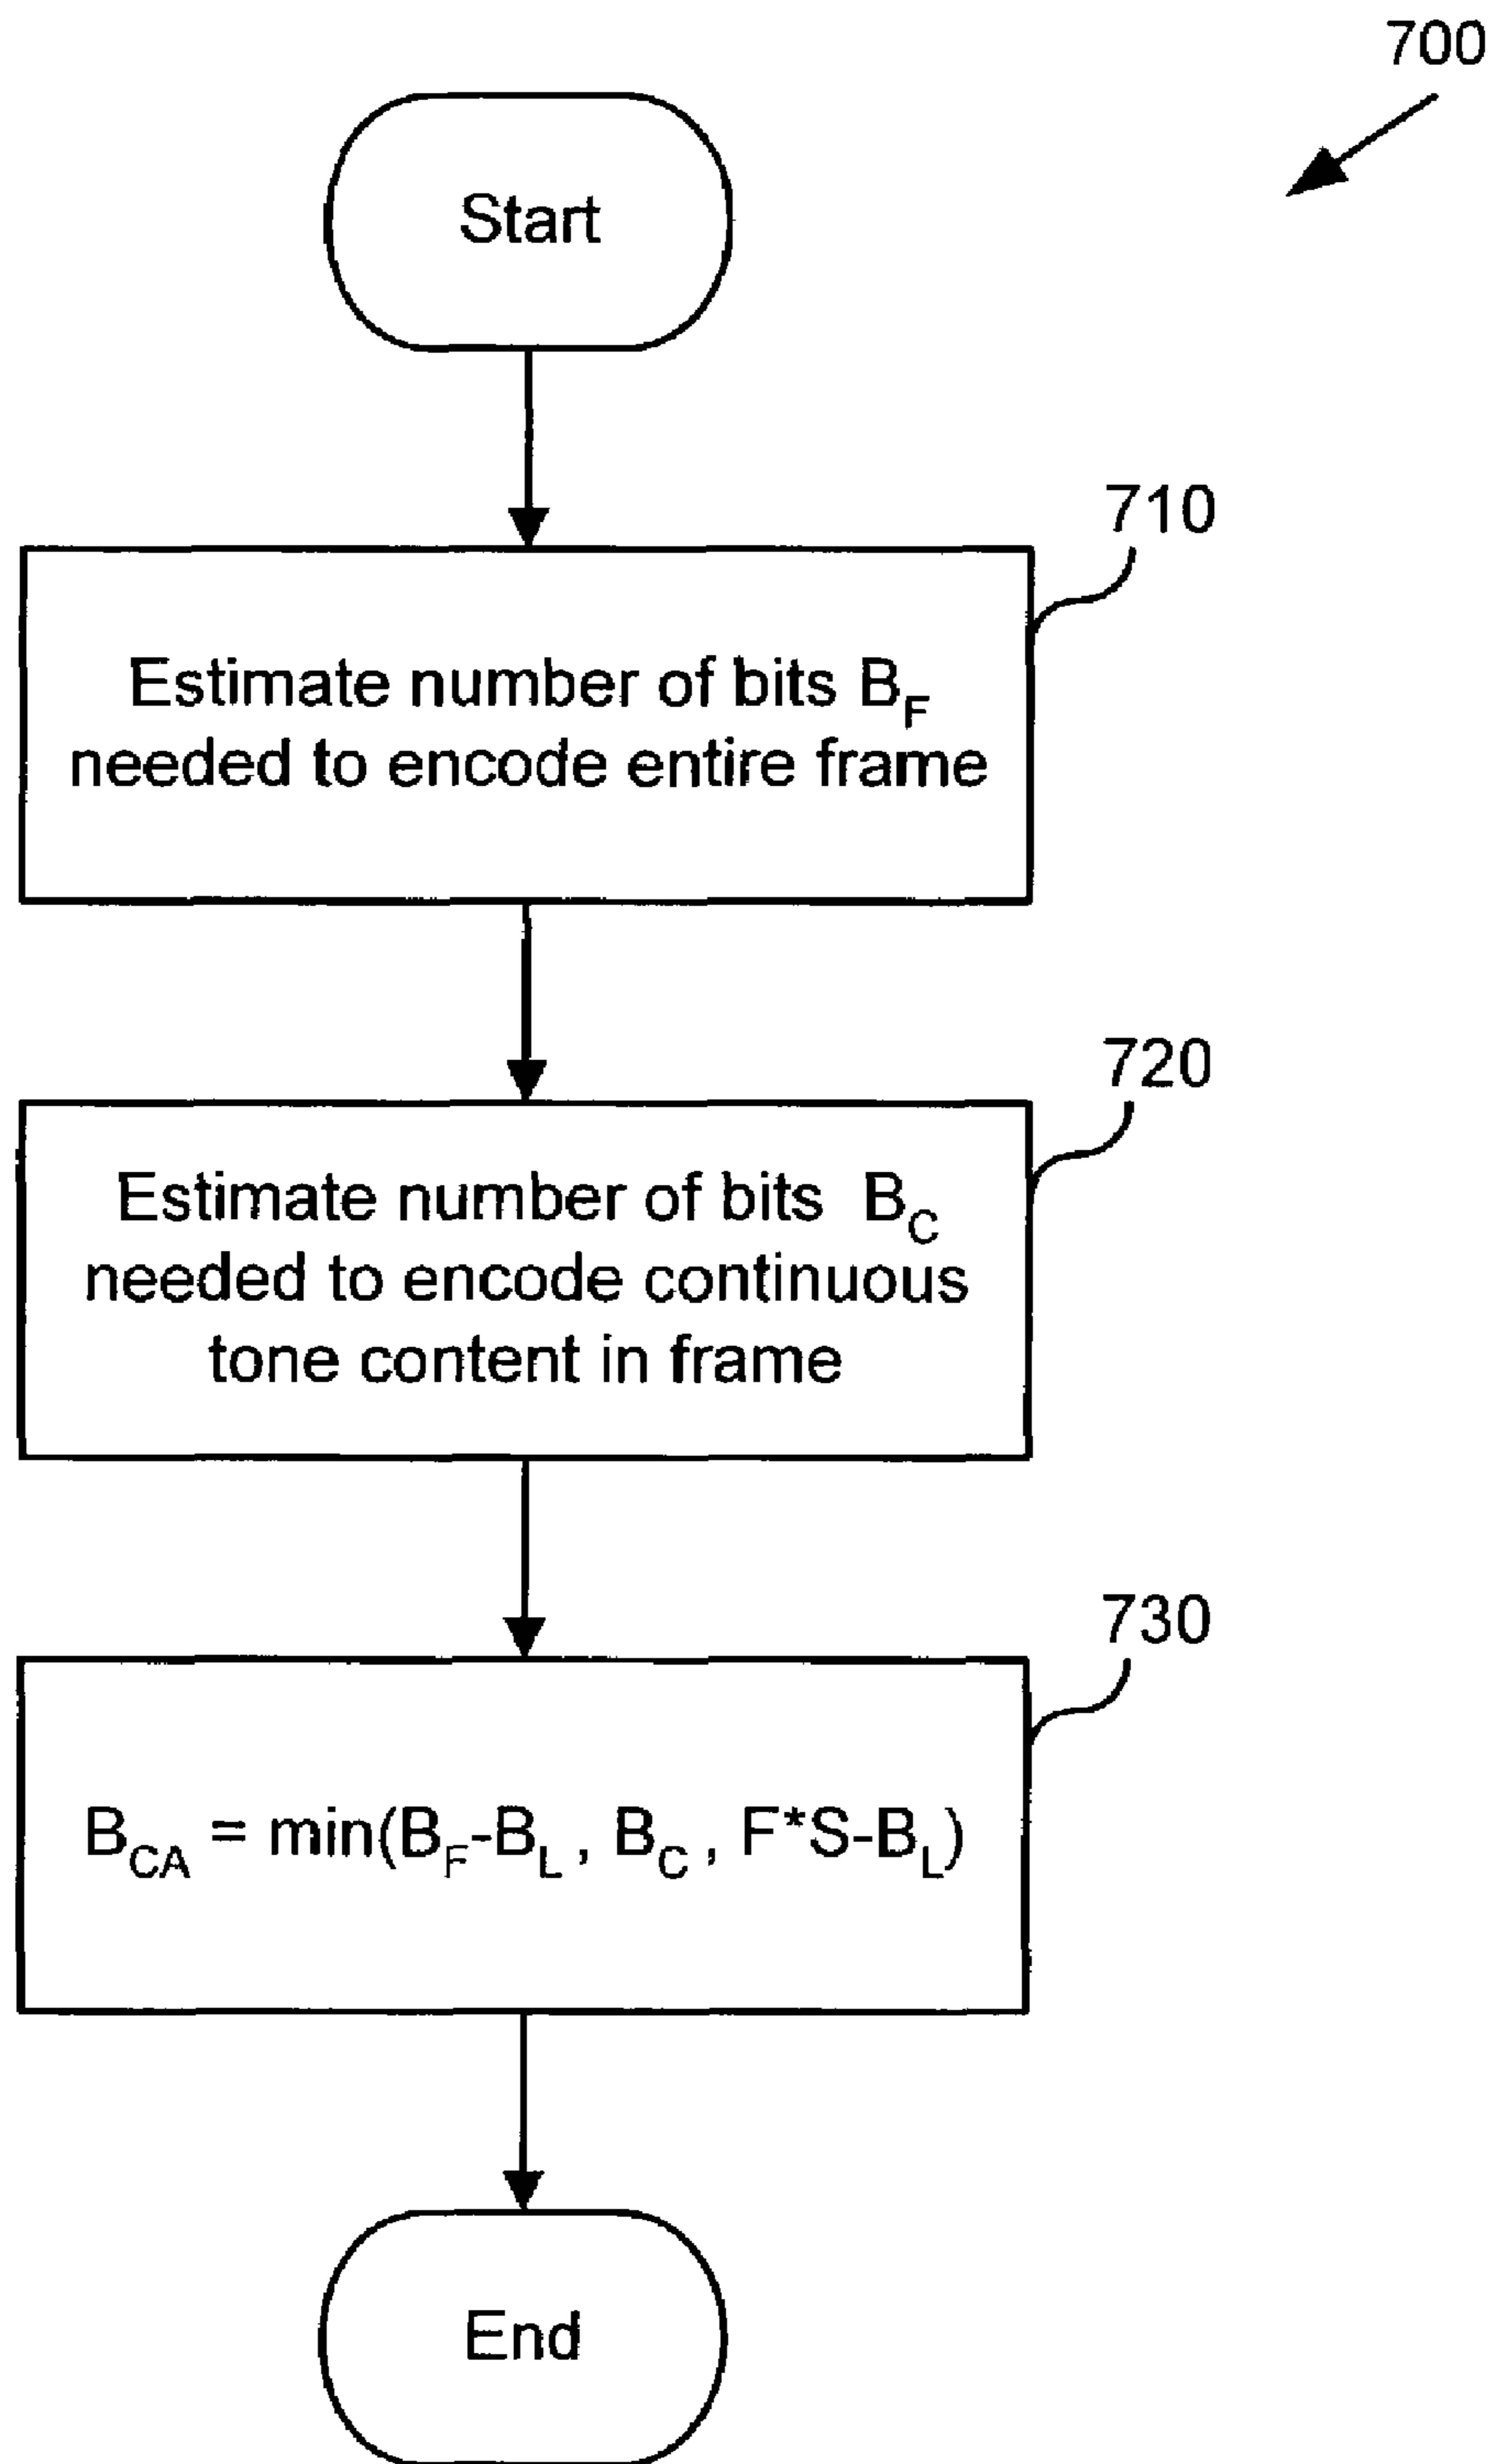 700
Start
710
Estimate number of bits B_F
needed to encode entire frame
720
Estimate number of bits B_C
needed to encode continuous
tone content in frame
730
B_CA = min(B_F-B_L, B_C, F*S-B_L)
End